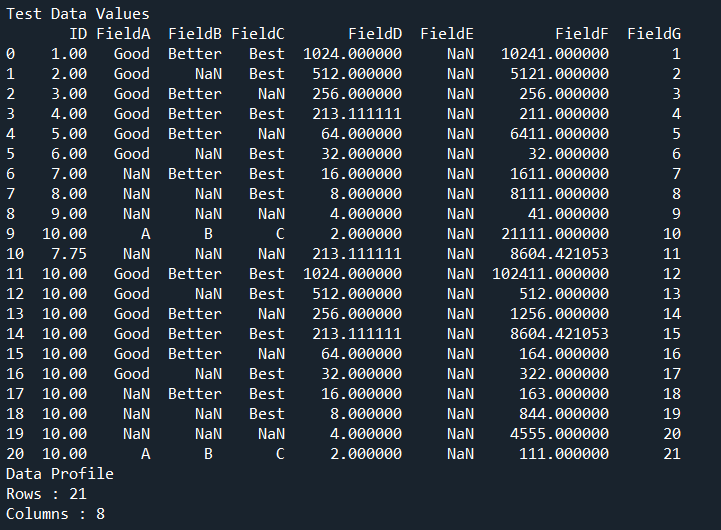 Test Data Values
ID FieldA FieldB FieldC FieldD FieldE FieldF FieldG
0 1.00 Good Better Best 1024.000000 NaN 10241.000000 1
1 2.00 Good NaN Best 512.000000 NaN 5121.000000 2
2 3.00 Good Better NaN 256.000000 NaN 256.000000 3
3 4.00 Good Better Best 213.111111 NaN 211.000000 4
4 5.00 Good Better NaN 64.000000 NaN 6411.000000 5
5 6.00 Good NaN Best 32.000000 NaN 32.000000 6
6 7.00 NaN Better Best 16.000000 NaN 1611.000000 7
7 8.00 NaN NaN Best 8.000000 NaN 8111.000000 8
8 9.00 NaN NaN NaN 4.000000 NaN 41.000000 9
9 10.00 A B C 2.000000 NaN 21111.000000 10
10 7.75 NaN NaN NaN 213.111111 NaN 8604.421053 11
11 10.00 Good Better Best 1024.000000 NaN 102411.000000 12
12 10.00 Good NaN Best 512.000000 NaN 512.000000 13
13 10.00 Good Better NaN 256.000000 NaN 1256.000000 14
14 10.00 Good Better Best 213.111111 NaN 8604.421053 15
15 10.00 Good Better NaN 64.000000 NaN 164.000000 16
16 10.00 Good NaN Best 32.000000 NaN 322.000000 17
17 10.00 NaN Better Best 16.000000 NaN 163.000000 18
18 10.00 NaN NaN Best 8.000000 NaN 844.000000 19
19 10.00 NaN NaN NaN 4.000000 NaN 4555.000000 20
20 10.00 A B C 2.000000 NaN 111.000000 21
Data Profile
Rows : 21
Columns : 8